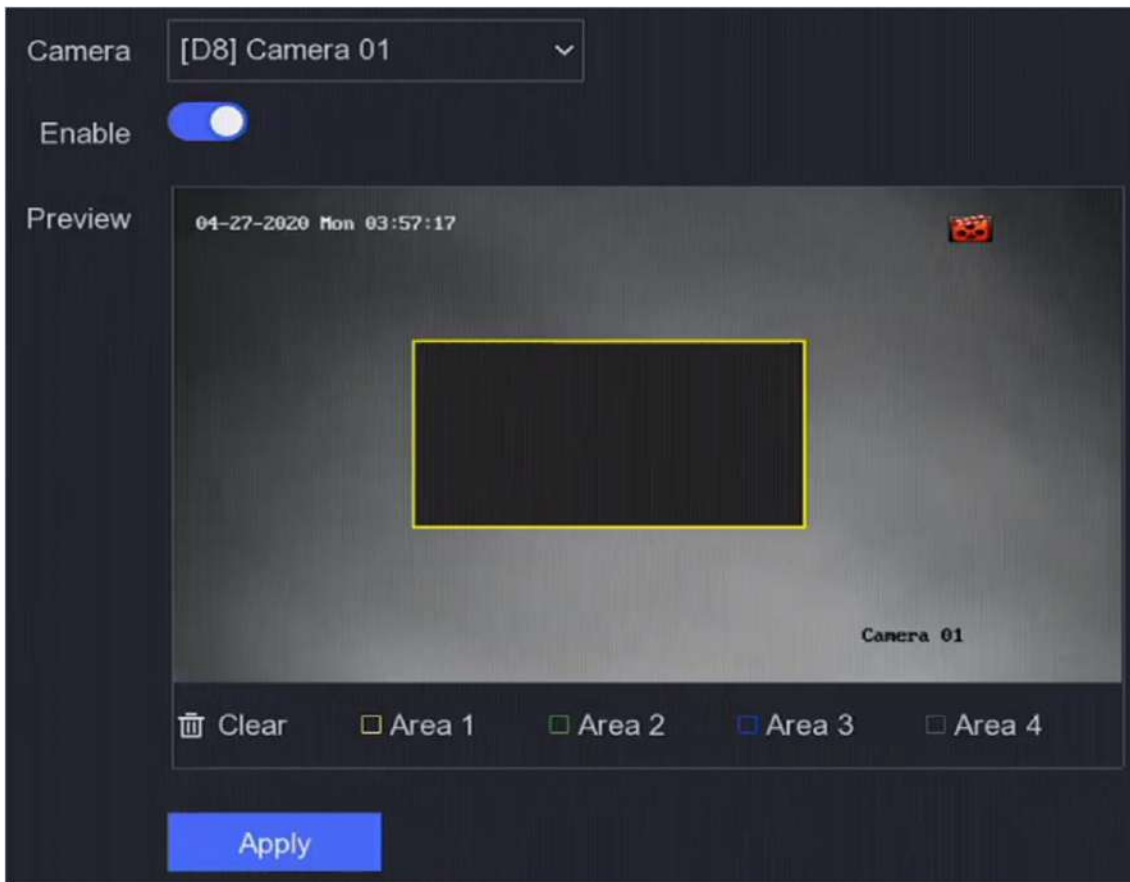 Camera [D8] Camera 01
Enable
Preview
04-27-2020 Mon 03:57:17
Camera 01
Clear Area 1 Area 2 Area 3 Area 4
Apply